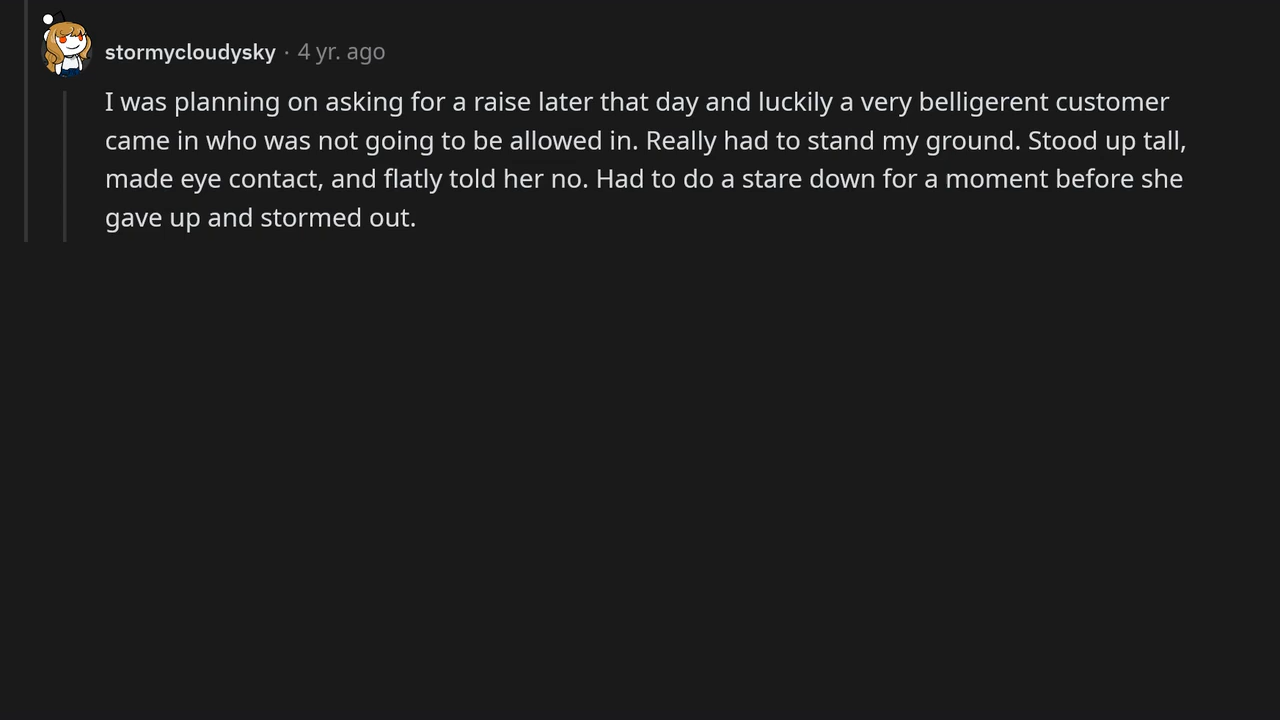 stormycloudysky · 4 yr. ago
I was planning on asking for a raise later that day and luckily a very belligerent customer
came in who was not going to be allowed in. Really had to stand my ground. Stood up tall,
made eye contact, and flatly told her no. Had to do a stare down for a moment before she
gave up and stormed out.